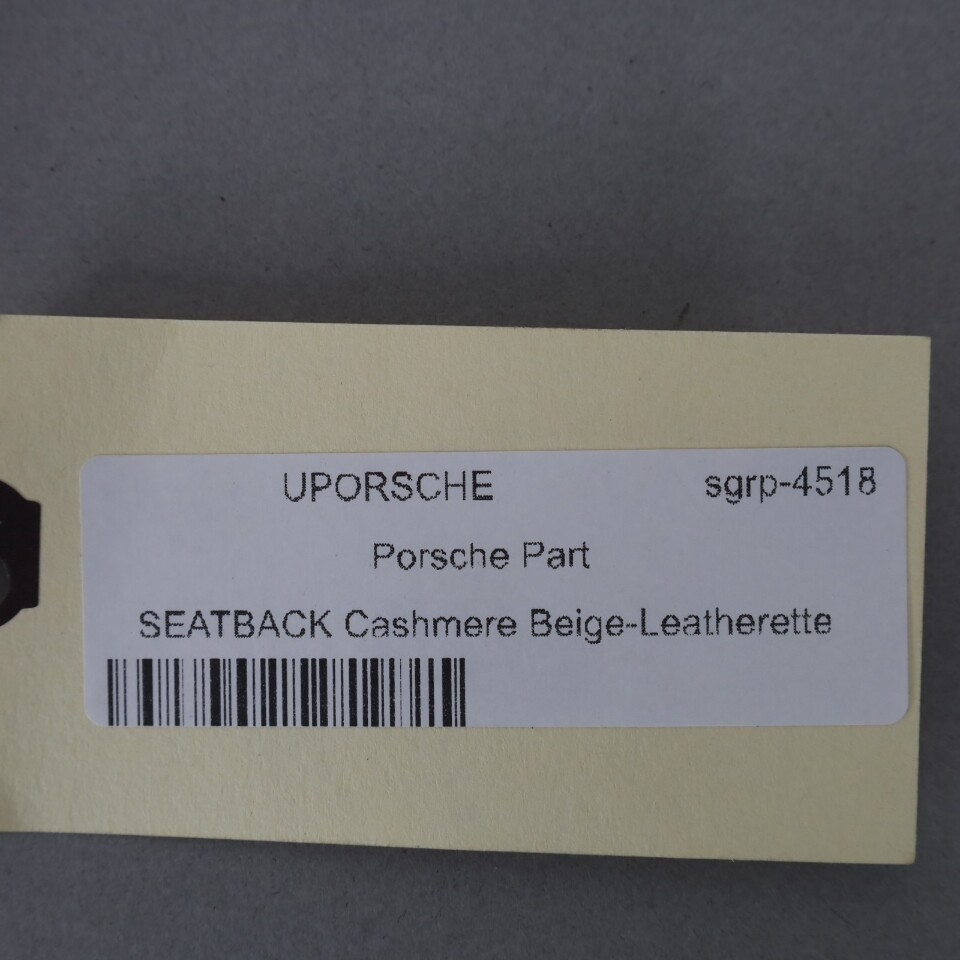 UPORSCHE sgrp-4518
Porsche Part
SEATBACK Cashmere Beige-Leatherette